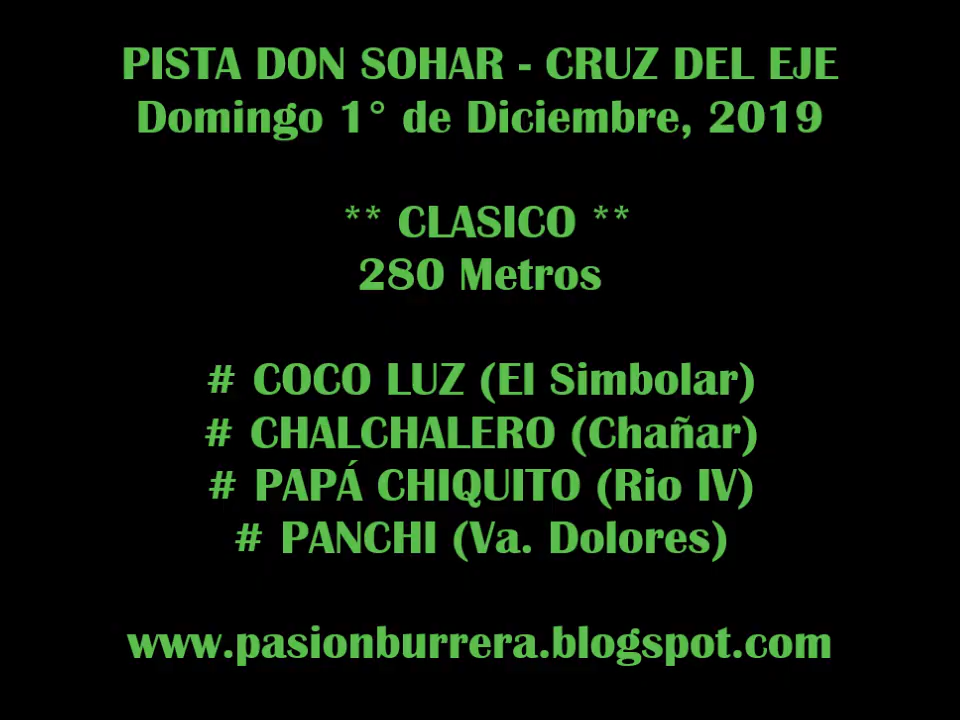 PISTA DON SOHAR - CRUZ DEL EJE
Domingo 1° de Diciembre, 2019
** CLASICO **
280 Metros
# COCO LUZ (El Simbolar)
# CHALCHALERO (Chañar)
# PAPÁ CHIQUITO (Rio IV)
# PANCHI (Va. Dolores)
www.pasionburrera.blogspot.com